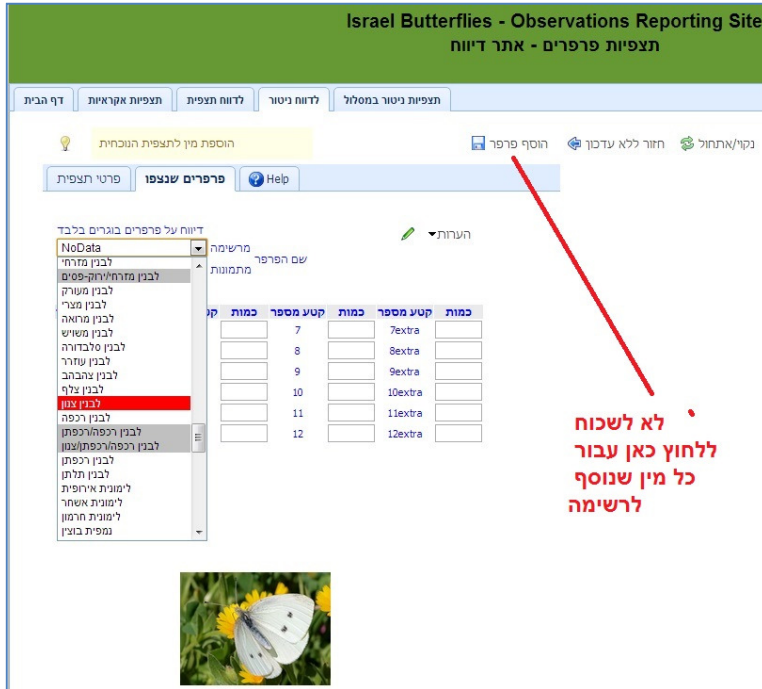 Israel Butterflies - Observations Reporting Site
תצפיות פרפרים - אתר דיווח
דף הבית
תצפיות אקראיות
לדווח תצפית
לדווח ניטור
תצפיות ניטור במסלול
נקוי/אתחול
חזור ללא עדכון
הוסף פרפר
הוספת מין לתצפית הנוכחית
פרטי תצפית
פרפרים שנצפו
Help
דיווח על פרפרים בוגרים בלבד
הערות
NoData
מרשימה
שם הפרפר
מתמונות
לבנין מזרחי
לבנין מזרחי/ירוק-פסים
לבנין מעורק
לבנין מצרי
לבנין מרואה
לבנין משויש
לבנין סלבדורה
לבנין עוזרר
לבנין צהבהב
לבנין צלף
לבנין צנון
לבנין רכפה
לבנין רכפה/רכפתן
לבנין רכפה/רכפתן/צנון
לבנין רכפתן
לבנין תלתן
לימונית אירופית
לימונית אשחר
לימונית חרמון
נמפית בוצין
כמות קטע מספר כמות קטע מספר כמות
7 7extra
8 8extra
9 9extra
10 10extra
11 11extra
12 12extra
לא לשכוח
ללחוץ כאן עבור
כל מין שנוסף
לרשימה